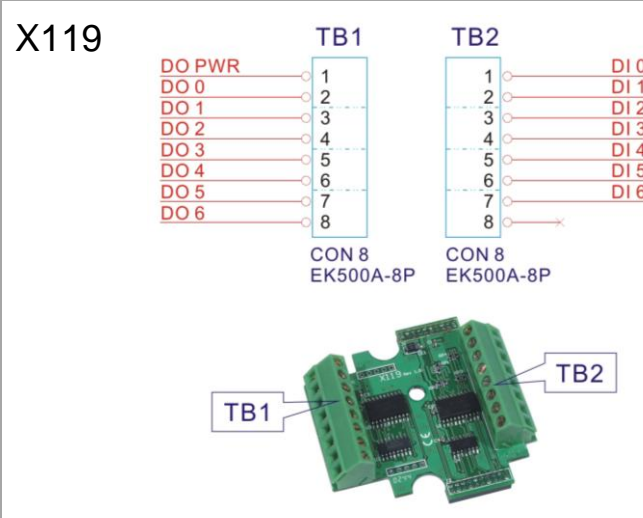 X119
TB1
TB2
DO PWR
DO 0
DO 1
DO 2
DO 3
DO 4
DO 5
DO 6
1
2
3
4
5
6
7
8
1
2
3
4
5
6
7
8
DI 0
DI 1
DI 2
DI 3
DI 4
DI 5
DI 6
CON 8
EK500A-8P
CON 8
EK500A-8P
X119
TB1
TB2
CE